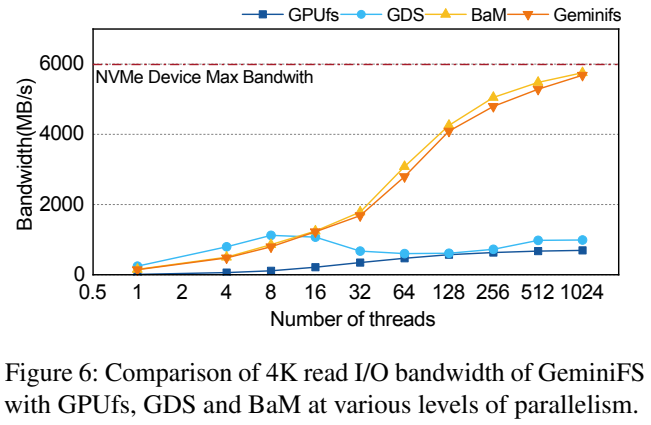 GPUfs GDS BaM Geminifs
6000
NVMe Device Max Bandwith
4000
2000
0
Bandwidth(MB/s)
0.5 1 2 4 8 16 32 64 128 256 512 1024
Number of threads
Figure 6: Comparison of 4K read I/O bandwidth of GeminiFS
with GPUfs, GDS and BaM at various levels of parallelism.